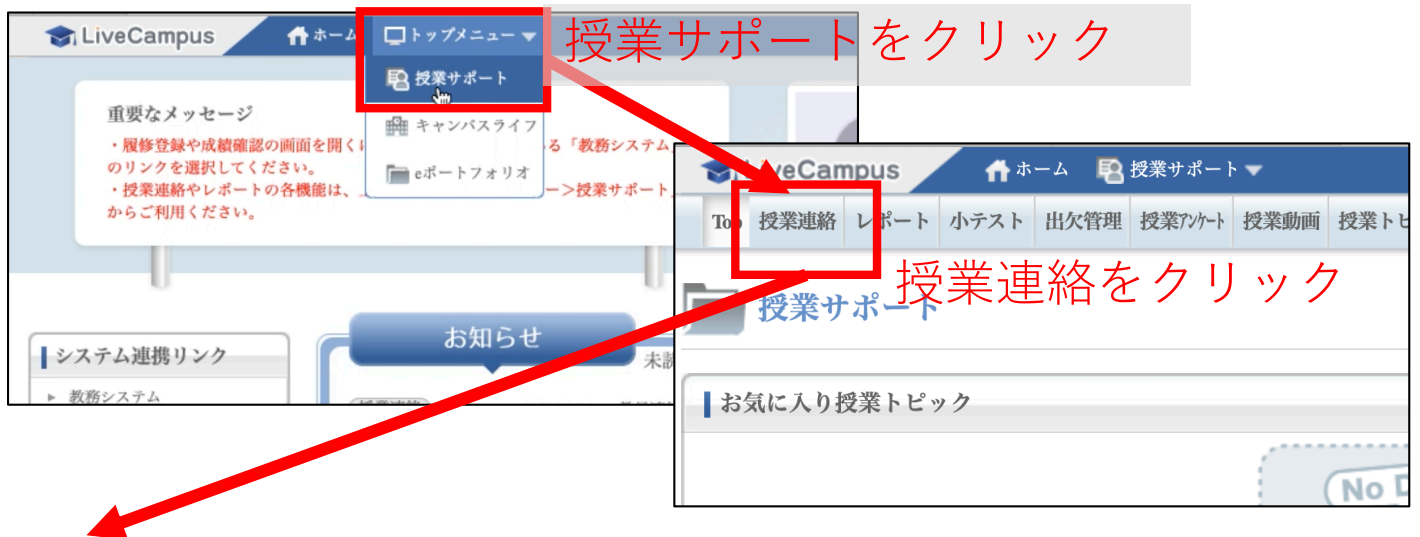 LiveCampus
ホーム
トップメニュー
授業サポートをクリック
授業サポート
キャンパスライフ
eポートフォリオ
重要なメッセージ
・履修登録や成績確認の画面を開く
る「教務システム
のリンクを選択してください。
・授業連絡やレポートの各機能は、
ー＞授業サポート」
からご利用ください。
お知らせ
システム連携リンク
教務システム
LiveCampus
ホーム
授業サポート
Top 授業連絡 レポート 小テスト 出欠管理 授業アンケート 授業動画 授業トピ
授業連絡をクリック
授業サポート
お気に入り授業トピック
No